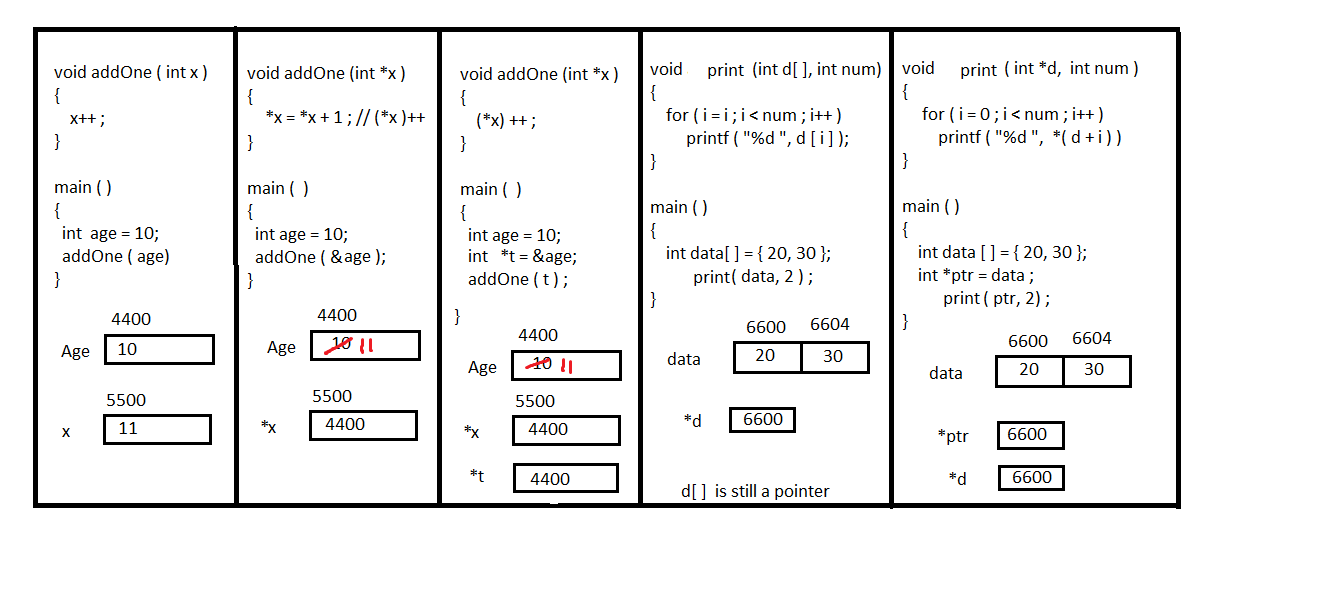 void addOne ( int x )
{
x++ ;
}
main ( )
{
int age = 10;
addOne ( age)
}
4400
Age 10
5500
x 11
void addOne (int *x )
{
*x = *x + 1 ; // (*x )++
}
main ( )
{
int age = 10;
addOne ( &age );
}
4400
Age 10 11
5500
*x 4400
void addOne (int *x )
{
(*x) ++ ;
}
main ( )
{
int age = 10;
int *t = &age;
addOne ( t ) ;
}
4400
Age 10 11
5500
*x 4400
*t 4400
void print (int d[ ], int num)
{
for ( i = i ; i < num ; i++ )
printf ( "%d ", d [ i ] );
}
main ( )
{
int data[ ] = { 20, 30 };
print( data, 2 ) ;
}
6600 6604
data 20 30
*d 6600
d[ ] is still a pointer
void print ( int *d, int num )
{
for ( i = 0 ; i < num ; i++ )
printf ( "%d ", *( d + i ) )
}
main ( )
{
int data [ ] = { 20, 30 };
int *ptr = data ;
print ( ptr, 2) ;
}
6600 6604
data 20 30
*ptr 6600
*d 6600